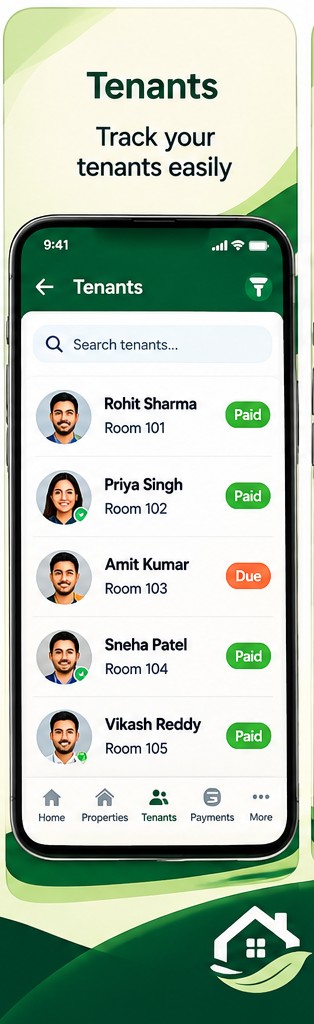 Tenants
Track your
tenants easily
9:41
Tenants
Search tenants...
Rohit Sharma
Room 101
Paid
Priya Singh
Room 102
Paid
Amit Kumar
Room 103
Due
Sneha Patel
Room 104
Paid
Vikash Reddy
Room 105
Paid
Home
Properties
Tenants
Payments
More